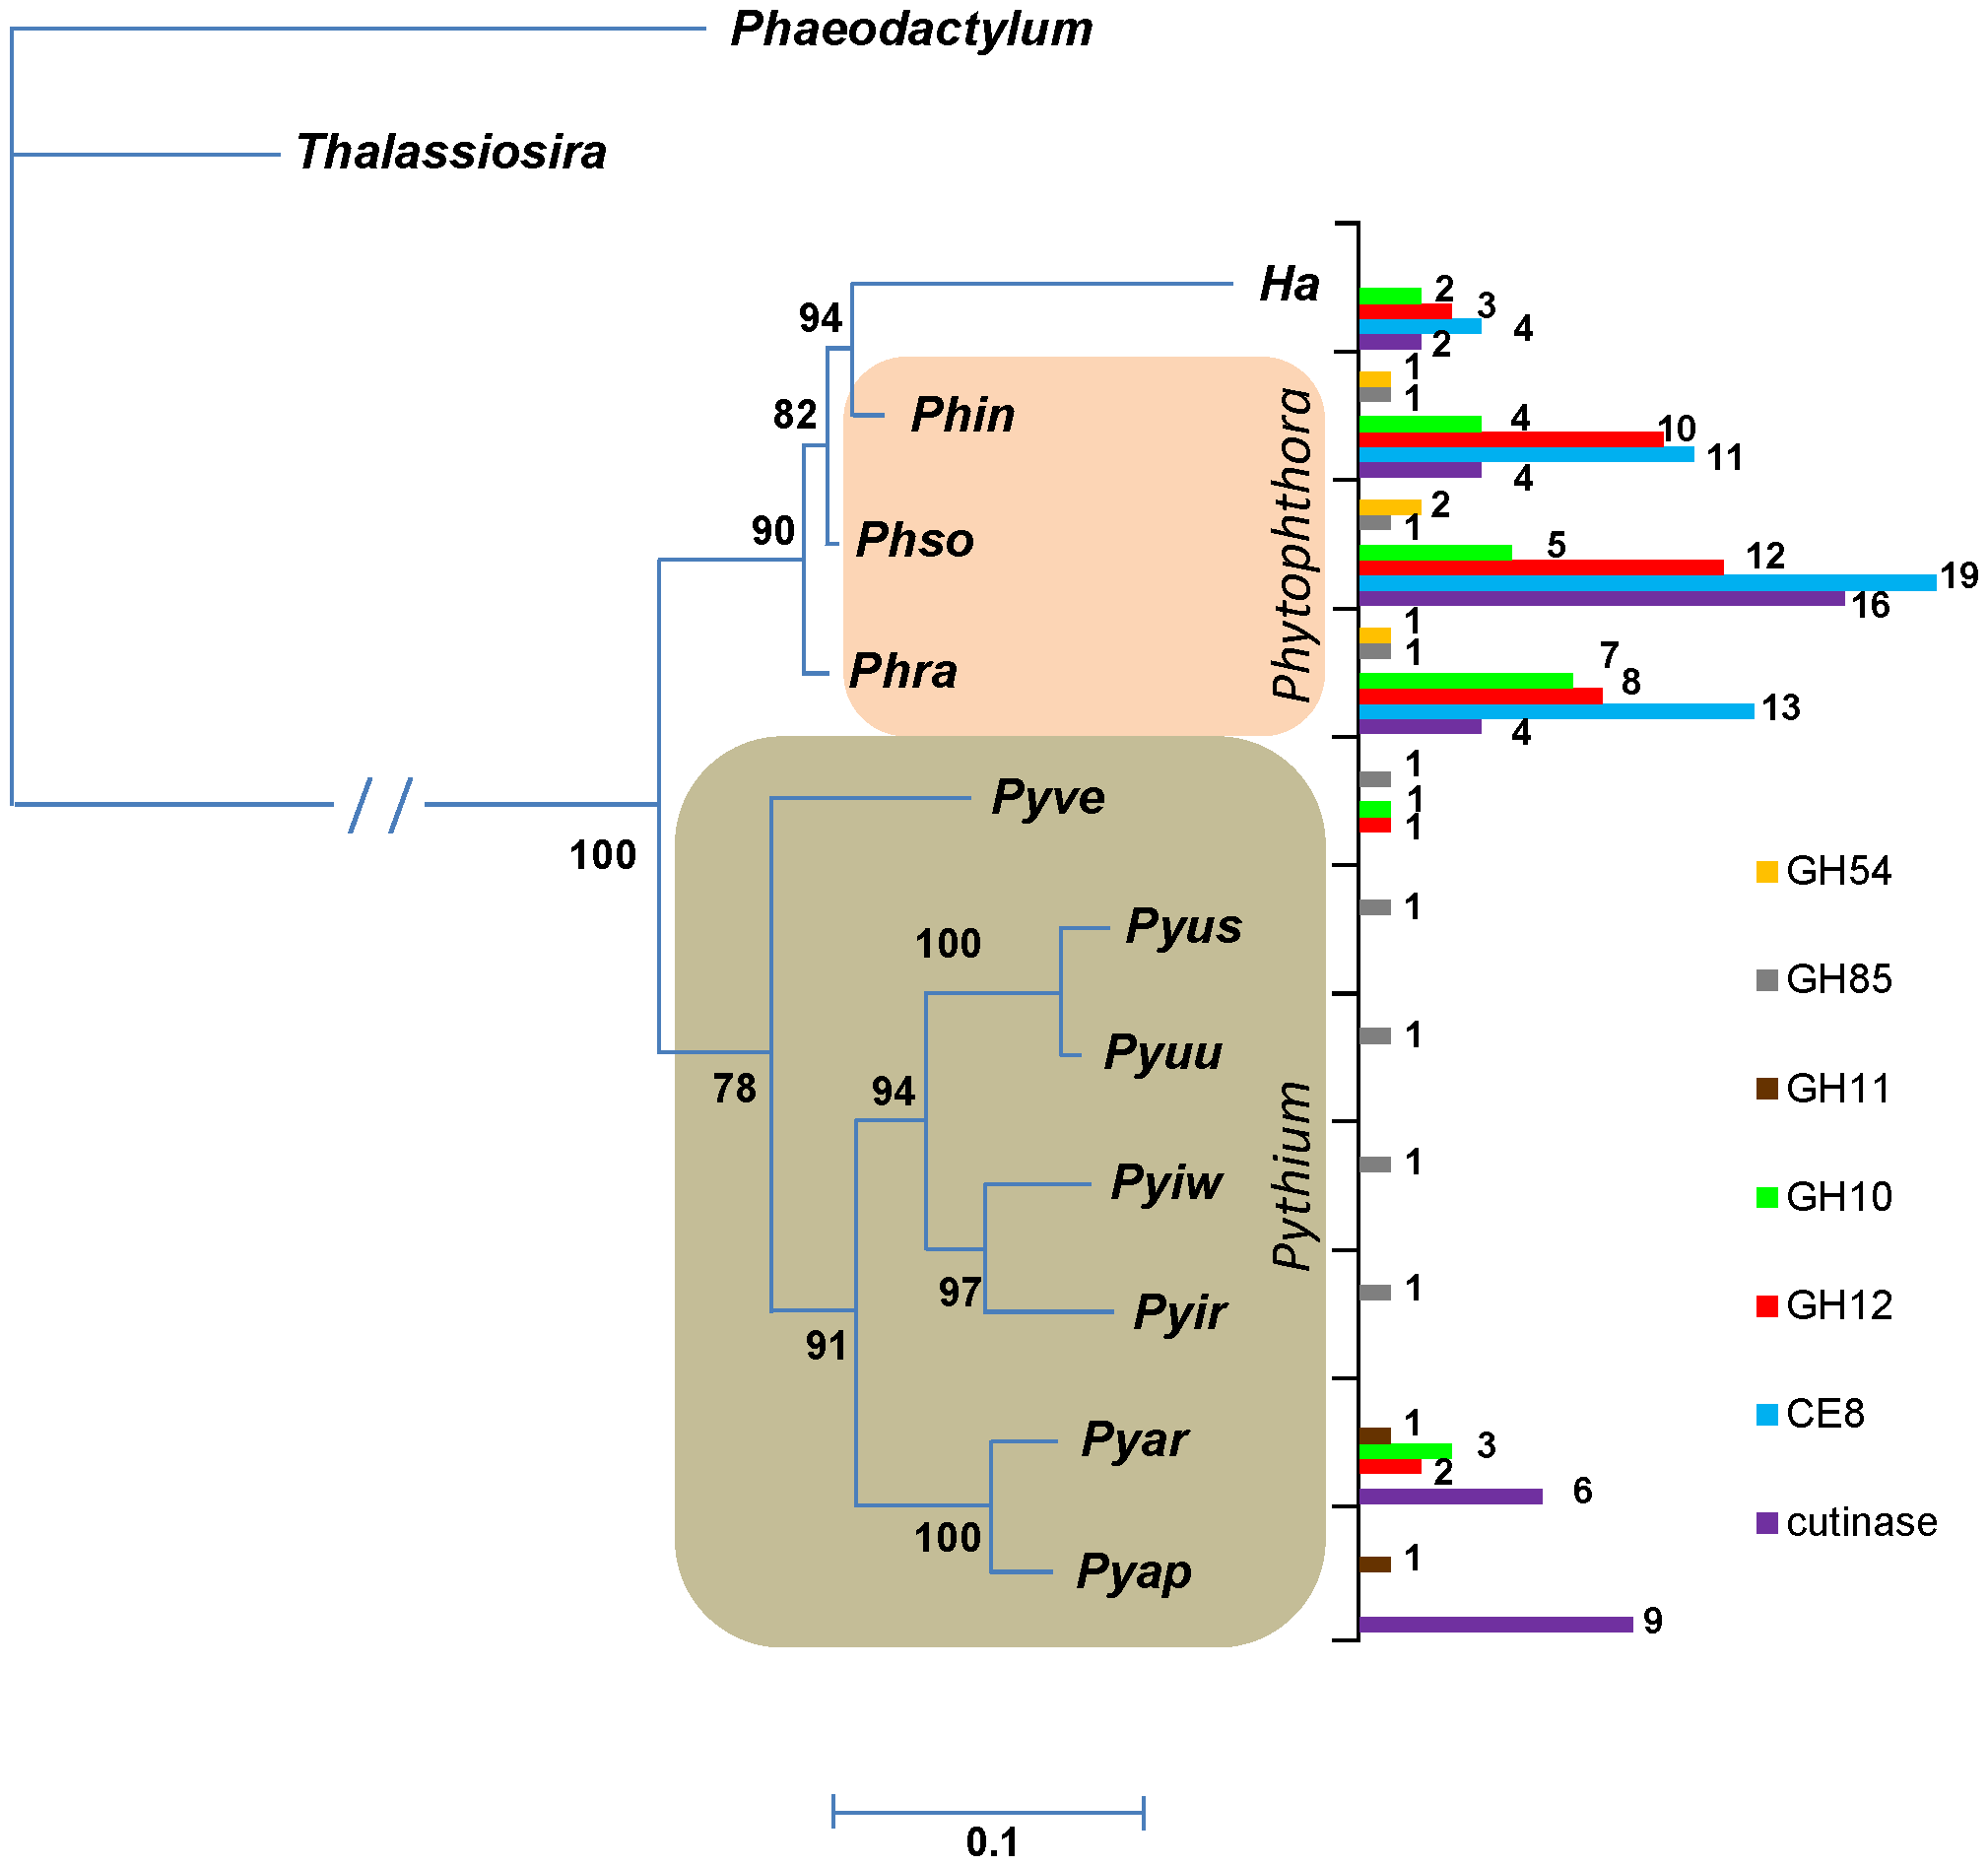 Phaeodactylum
Thalassiosira
Ha
2
3
4
2
94
Phin
1
1
4
10
11
4
82
Phytophthora
Phso
2
1
5
12
19
16
90
Phra
1
1
7
8
13
4
Pyve
1
1
1
100
GH54
Pyus
1
100
GH85
Pyuu
1
78
94
GH11
Pythium
Pyiw
1
GH10
Pyir
1
97
GH12
91
Pyar
1
3
2
6
CE8
100
cutinase
Pyap
1
9
0.1